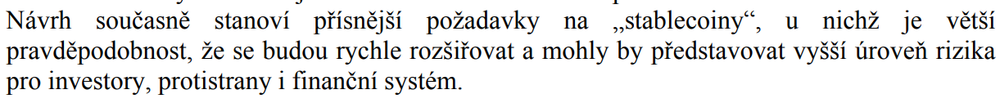 Návrh současně stanoví přísnější požadavky na „stablecoiny“, u nichž je větší
pravděpodobnost, že se budou rychle rozšiřovat a mohly by představovat vyšší úroveň rizika
pro investory, protistrany i finanční systém.